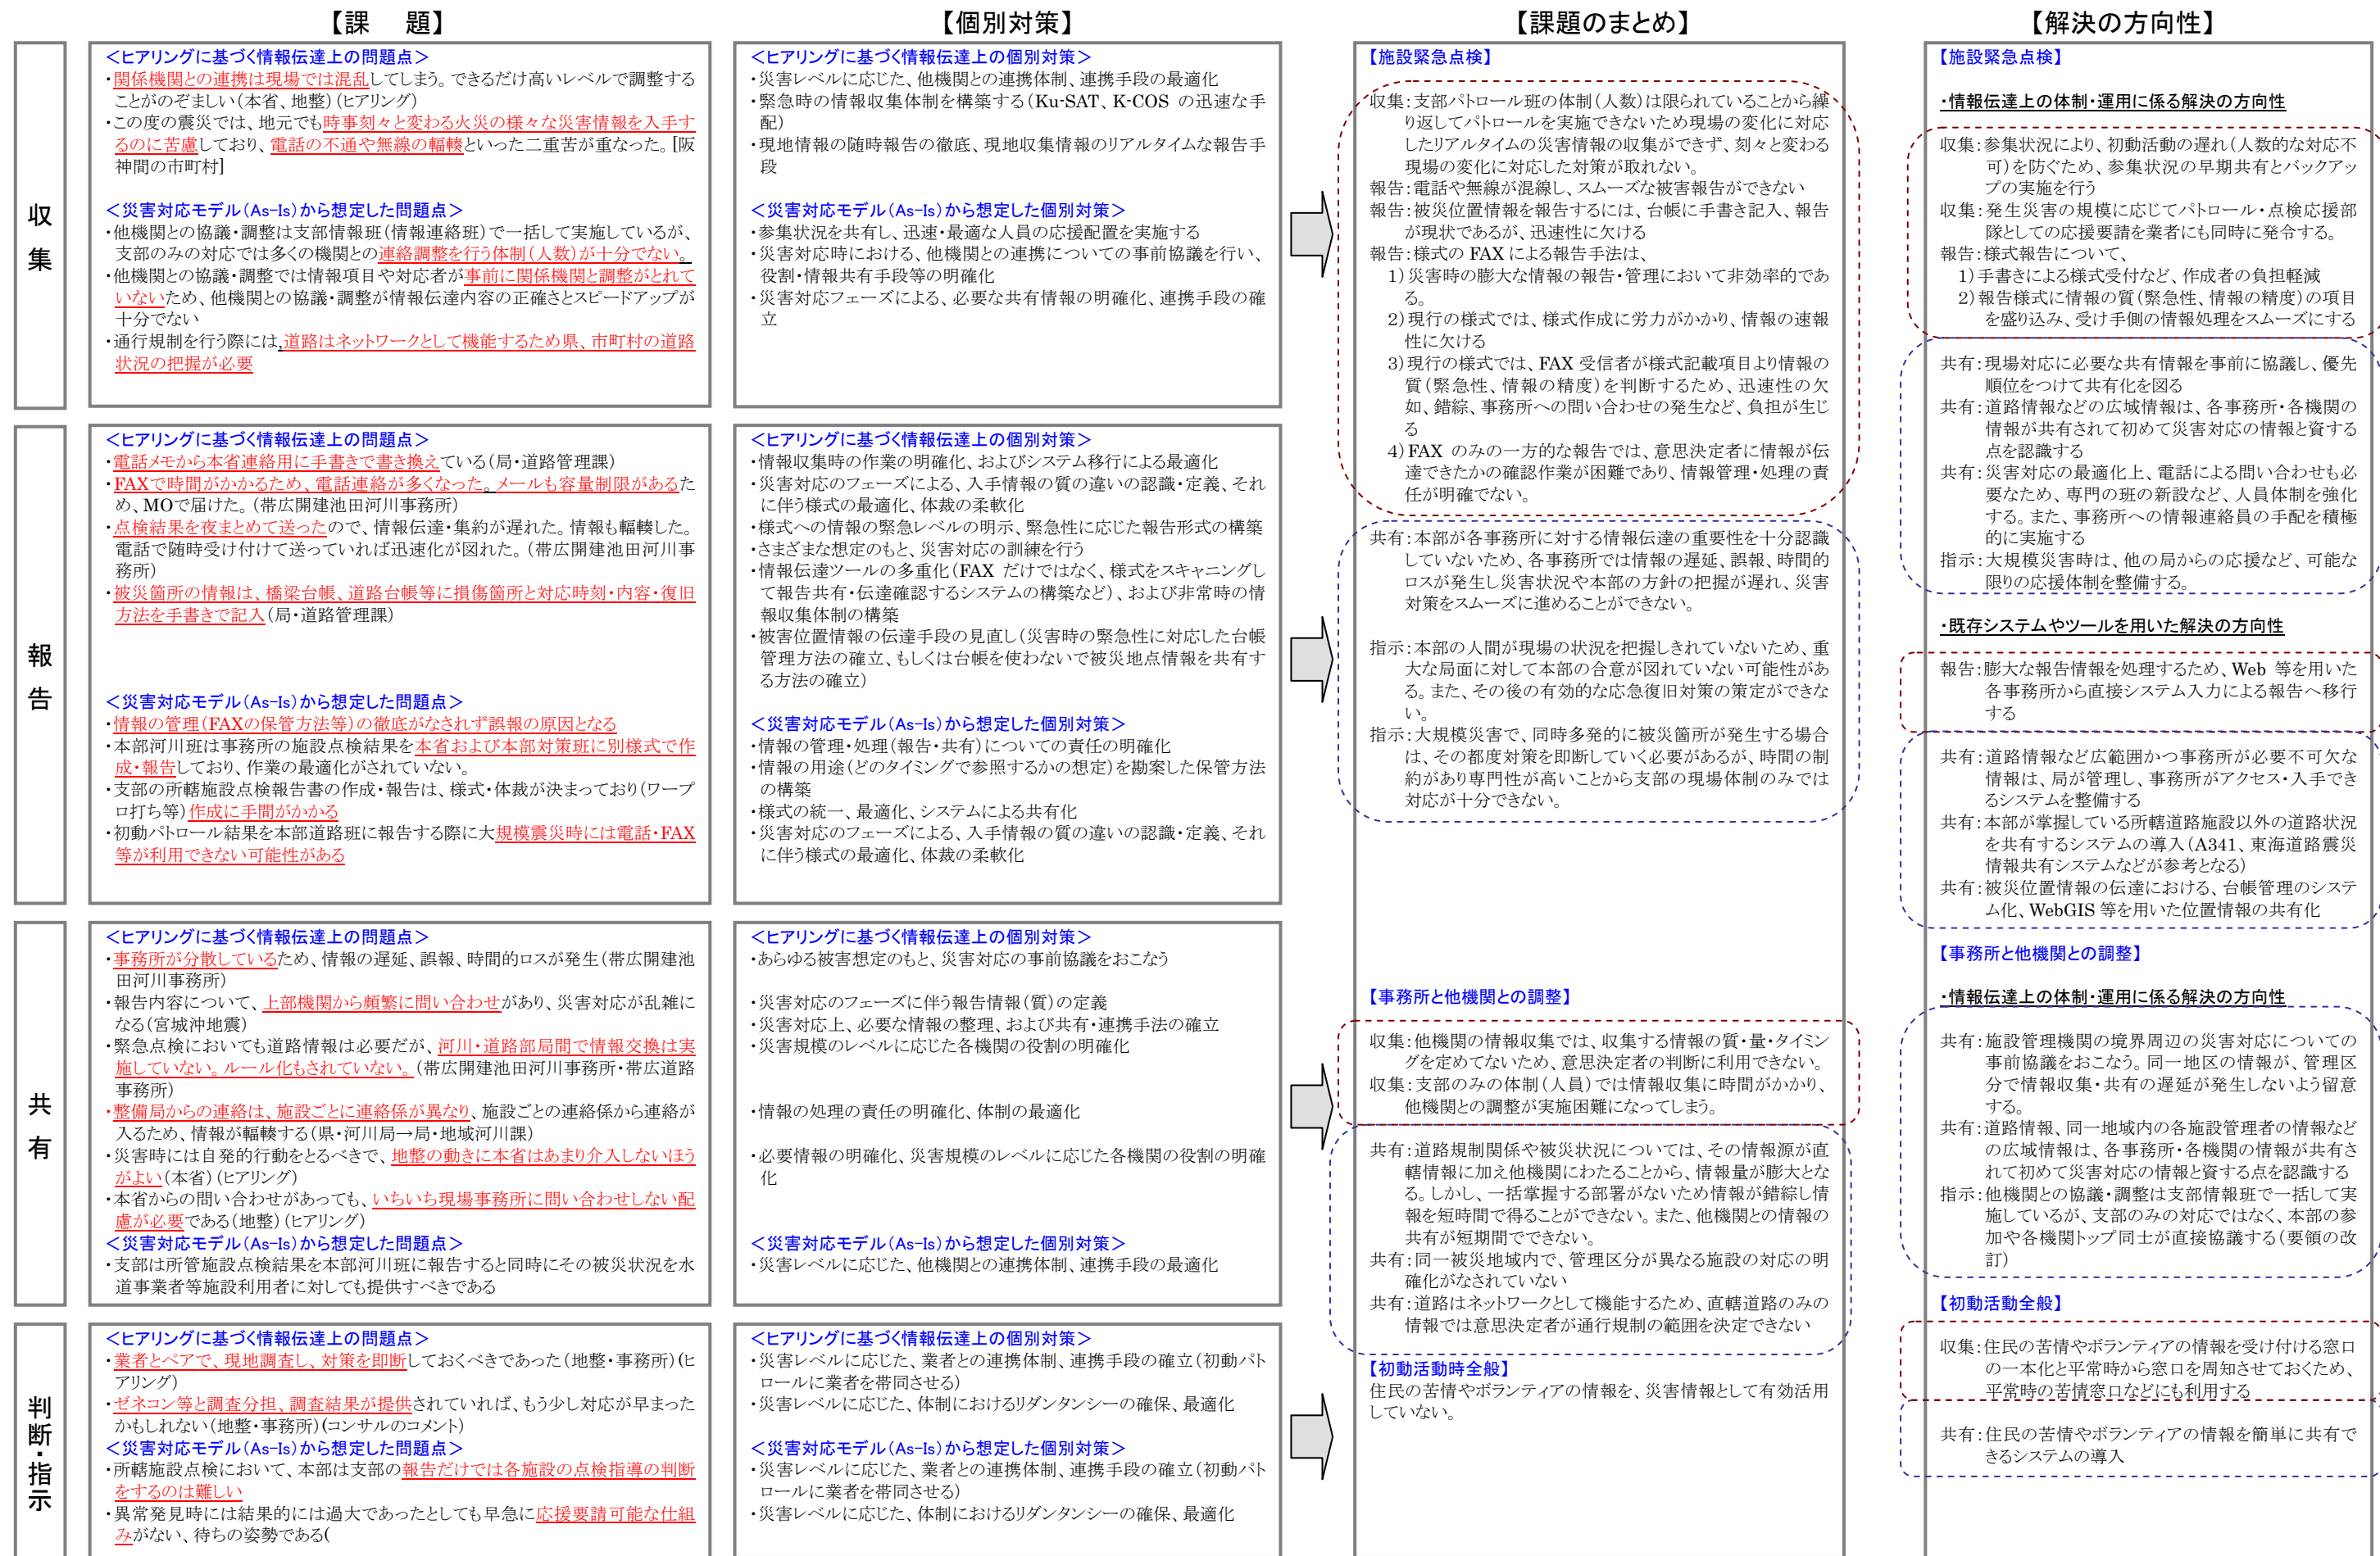 【課　題】
【個別対策】
【課題のまとめ】
【解決の方向性】
収
集
＜ヒアリングに基づく情報伝達上の問題点＞
・関係機関との連携は現場では混乱してしまう。できるだけ高いレベルで調整する
ことがのぞましい（本省、地整）（ヒアリング）
・この度の震災では、地元でも時事刻々と変わる火災の様々な災害情報を入手す
るのに苦慮しており、電話の不通や無線の輻輳といった二重苦が重なった。[阪
神間の市町村]
＜災害対応モデル（As-Is）から想定した問題点＞
・他機関との協議・調整は支部情報班（情報連絡班）で一括して実施しているが、
支部のみの対応では多くの機関との連絡調整を行う体制（人数）が十分でない。
・他機関との協議・調整では情報項目や対応者が事前に関係機関と調整がとれて
いないため、他機関との協議・調整が情報伝達内容の正確さとスピードアップが
十分でない
・通行規制を行う際には,道路はネットワークとして機能するため県、市町村の道路
状況の把握が必要
＜ヒアリングに基づく情報伝達上の個別対策＞
・災害レベルに応じた、他機関との連携体制、連携手段の最適化
・緊急時の情報収集体制を構築する（Ku-SAT、K-COS の迅速な手
配）
・現地情報の随時報告の徹底、現地収集情報のリアルタイムな報告手
段
＜災害対応モデル（As-Is）から想定した個別対策＞
・参集状況を共有し、迅速・最適な人員の応援配置を実施する
・災害対応時における、他機関との連携についての事前協議を行い、
役割・情報共有手段等の明確化
・災害対応フェーズによる、必要な共有情報の明確化、連携手段の確
立
報
告
＜ヒアリングに基づく情報伝達上の問題点＞
・電話メモから本省連絡用に手書きで書き換えている（局・道路管理課）
・FAXで時間がかかるため、電話連絡が多くなった。メールも容量制限があるた
め、MOで届けた。（帯広開建池田河川事務所）
・点検結果を夜まとめて送ったので、情報伝達・集約が遅れた。情報も輻輳した。
電話で随時受け付けて送っていれば迅速化が図れた。（帯広開建池田河川事
務所）
・被災箇所の情報は、橋梁台帳、道路台帳等に損傷箇所と対応時刻・内容・復旧
方法を手書きで記入（局・道路管理課）
＜災害対応モデル（As-Is）から想定した問題点＞
・情報の管理（FAXの保管方法等）の徹底がなされず誤報の原因となる
・本部河川班は事務所の施設点検結果を本省および本部対策班に別様式で作
成・報告しており、作業の最適化がされていない。
・支部の所轄施設点検報告書の作成・報告は、様式・体裁が決まっており（ワープ
ロ打ち等）作成に手間がかかる
・初動パトロール結果を本部道路班に報告する際に大規模震災時には電話・FAX
等が利用できない可能性がある
＜ヒアリングに基づく情報伝達上の個別対策＞
・情報収集時の作業の明確化、およびシステム移行による最適化
・災害対応のフェーズによる、入手情報の質の違いの認識・定義、それ
に伴う様式の最適化、体裁の柔軟化
・様式への情報の緊急レベルの明示、緊急性に応じた報告形式の構築
・さまざまな想定のもと、災害対応の訓練を行う
・情報伝達ツールの多重化（FAX だけではなく、様式をスキャニングし
て報告共有・伝達確認するシステムの構築など）、および非常時の情
報収集体制の構築
・被害位置情報の伝達手段の見直し（災害時の緊急性に対応した台帳
管理方法の確立、もしくは台帳を使わないで被災地点情報を共有す
る方法の確立）
＜災害対応モデル（As-Is）から想定した個別対策＞
・情報の管理・処理（報告・共有）についての責任の明確化
・情報の用途（どのタイミングで参照するかの想定）を勘案した保管方法
の構築
・様式の統一、最適化、システムによる共有化
・災害対応のフェーズによる、入手情報の質の違いの認識・定義、それ
に伴う様式の最適化、体裁の柔軟化
共
有
＜ヒアリングに基づく情報伝達上の問題点＞
・事務所が分散しているため、情報の遅延、誤報、時間的ロスが発生（帯広開建池
田河川事務所）
・報告内容について、上部機関から頻繁に問い合わせがあり、災害対応が乱雑に
なる（宮城沖地震）
・緊急点検においても道路情報は必要だが、河川・道路部局間で情報交換は実
施していない。ルール化もされていない。（帯広開建池田河川事務所・帯広道路
事務所）
・整備局からの連絡は、施設ごとに連絡係が異なり、施設ごとの連絡係から連絡が
入るため、情報が輻輳する（県・河川局→局・地域河川課）
・災害時には自発的行動をとるべきで、地整の動きに本省はあまり介入しないほう
がよい（本省）（ヒアリング）
・本省からの問い合わせがあっても、いちいち現場事務所に問い合わせしない配
慮が必要である（地整）（ヒアリング）
＜災害対応モデル（As-Is）から想定した問題点＞
・支部は所管施設点検結果を本部河川班に報告すると同時にその被災状況を水
道事業者等施設利用者に対しても提供すべきである
＜ヒアリングに基づく情報伝達上の個別対策＞
・あらゆる被害想定のもと、災害対応の事前協議をおこなう
・災害対応のフェーズに伴う報告情報（質）の定義
・災害対応上、必要な情報の整理、および共有・連携手法の確立
・災害規模のレベルに応じた各機関の役割の明確化
・情報の処理の責任の明確化、体制の最適化
・必要情報の明確化、災害規模のレベルに応じた各機関の役割の明確
化
＜災害対応モデル（As-Is）から想定した個別対策＞
・災害レベルに応じた、他機関との連携体制、連携手段の最適化
判
断
・
指
示
＜ヒアリングに基づく情報伝達上の問題点＞
・業者とペアで、現地調査し、対策を即断しておくべきであった（地整・事務所）（ヒ
アリング）
・ゼネコン等と調査分担、調査結果が提供されていれば、もう少し対応が早まった
かもしれない（地整・事務所）（コンサルのコメント）
＜災害対応モデル（As-Is）から想定した問題点＞
・所轄施設点検において、本部は支部の報告だけでは各施設の点検指導の判断
をするのは難しい
・異常発見時には結果的には過大であったとしても早急に応援要請可能な仕組
みがない、待ちの姿勢である（
＜ヒアリングに基づく情報伝達上の個別対策＞
・災害レベルに応じた、業者との連携体制、連携手段の確立（初動パト
ロールに業者を帯同させる）
・災害レベルに応じた、体制におけるリダンタンシーの確保、最適化
＜災害対応モデル（As-Is）から想定した個別対策＞
・災害レベルに応じた、業者との連携体制、連携手段の確立（初動パト
ロールに業者を帯同させる）
・災害レベルに応じた、体制におけるリダンタンシーの確保、最適化
【施設緊急点検】
収集：支部パトロール班の体制（人数）は限られていることから繰
り返してパトロールを実施できないため現場の変化に対応
したリアルタイムの災害情報の収集ができず、刻々と変わる
現場の変化に対応した対策が取れない。
報告：電話や無線が混線し、スムーズな被害報告ができない
報告：被災位置情報を報告するには、台帳に手書き記入、報告
が現状であるが、迅速性に欠ける
報告：様式の FAX による報告手法は、
1）災害時の膨大な情報の報告・管理において非効率的であ
る。
2）現行の様式では、様式作成に労力がかかり、情報の速報
性に欠ける
3）現行の様式では、FAX 受信者が様式記載項目より情報の
質（緊急性、情報の精度）を判断するため、迅速性の欠
如、錯綜、事務所への問い合わせの発生など、負担が生じ
る
4）FAX のみの一方的な報告では、意思決定者に情報が伝
達できたかの確認作業が困難であり、情報管理・処理の責
任が明確でない。
共有：本部が各事務所に対する情報伝達の重要性を十分認識
していないため、各事務所では情報の遅延、誤報、時間的
ロスが発生し災害状況や本部の方針の把握が遅れ、災害
対策をスムーズに進めることができない。
指示：本部の人間が現場の状況を把握しきれていないため、重
大な局面に対して本部の合意が図れていない可能性があ
る。また、その後の有効的な応急復旧対策の策定ができな
い。
指示：大規模災害で、同時多発的に被災箇所が発生する場合
は、その都度対策を即断していく必要があるが、時間の制
約があり専門性が高いことから支部の現場体制のみでは
対応が十分できない。
【事務所と他機関との調整】
収集：他機関の情報収集では、収集する情報の質・量・タイミン
グを定めてないため、意思決定者の判断に利用できない。
収集：支部のみの体制（人員）では情報収集に時間がかかり、
他機関との調整が実施困難になってしまう。
共有：道路規制関係や被災状況については、その情報源が直
轄情報に加え他機関にわたることから、情報量が膨大とな
る。しかし、一括掌握する部署がないため情報が錯綜し情
報を短時間で得ることができない。また、他機関との情報の
共有が短期間でできない。
共有：同一被災地域内で、管理区分が異なる施設の対応の明
確化がなされていない
共有：道路はネットワークとして機能するため、直轄道路のみの
情報では意思決定者が通行規制の範囲を決定できない
【初動活動時全般】
住民の苦情やボランティアの情報を、災害情報として有効活用
していない。
【施設緊急点検】
・情報伝達上の体制・運用に係る解決の方向性
収集：参集状況により、初動活動の遅れ（人数的な対応不
可）を防ぐため、参集状況の早期共有とバックアッ
プの実施を行う
収集：発生災害の規模に応じてパトロール・点検応援部
隊としての応援要請を業者にも同時に発令する。
報告：様式報告について、
1）手書きによる様式受付など、作成者の負担軽減
2）報告様式に情報の質（緊急性、情報の精度）の項目
を盛り込み、受け手側の情報処理をスムーズにする
共有：現場対応に必要な共有情報を事前に協議し、優先
順位をつけて共有化を図る
共有：道路情報などの広域情報は、各事務所・各機関の
情報が共有されて初めて災害対応の情報と資する
点を認識する
共有：災害対応の最適化上、電話による問い合わせも必
要なため、専門の班の新設など、人員体制を強化
する。また、事務所への情報連絡員の手配を積極
的に実施する
指示：大規模災害時は、他の局からの応援など、可能な
限りの応援体制を整備する。
・既存システムやツールを用いた解決の方向性
報告：膨大な報告情報を処理するため、Web 等を用いた
各事務所から直接システム入力による報告へ移行
する
共有：道路情報など広範囲かつ事務所が必要不可欠な
情報は、局が管理し、事務所がアクセス・入手でき
るシステムを整備する
共有：本部が掌握している所轄道路施設以外の道路状況
を共有するシステムの導入（A341、東海道路震災
情報共有システムなどが参考となる）
共有：被災位置情報の伝達における、台帳管理のシステ
ム化、WebGIS 等を用いた位置情報の共有化
【事務所と他機関との調整】
・情報伝達上の体制・運用に係る解決の方向性
共有：施設管理機関の境界周辺の災害対応についての
事前協議をおこなう。同一地区の情報が、管理区
分で情報収集・共有の遅延が発生しないよう留意
する。
共有：道路情報、同一地域内の各施設管理者の情報など
の広域情報は、各事務所・各機関の情報が共有さ
れて初めて災害対応の情報と資する点を認識する
指示：他機関との協議・調整は支部情報班で一括して実
施しているが、支部のみの対応ではなく、本部の参
加や各機関トップ同士が直接協議する（要領の改
訂）
【初動活動全般】
収集：住民の苦情やボランティアの情報を受け付ける窓口
の一本化と平常時から窓口を周知させておくため、
平常時の苦情窓口などにも利用する
共有：住民の苦情やボランティアの情報を簡単に共有で
きるシステムの導入